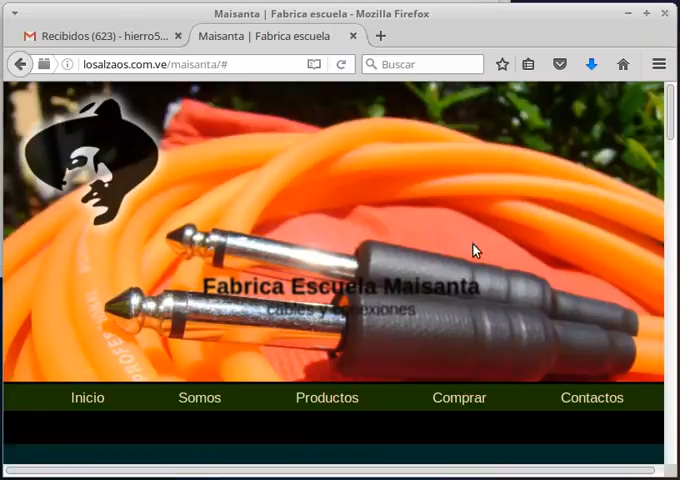 Maisanta | Fabrica escuela - Mozilla Firefox
Recibidos (623) - hierro5...
Maisanta | Fabrica escuela
losalzaos.com.ve/maisanta/#
Buscar
Fabrica Escuela Maisanta
cables y conexiones
PROFESIONAL
Inicio
Somos
Productos
Comprar
Contactos